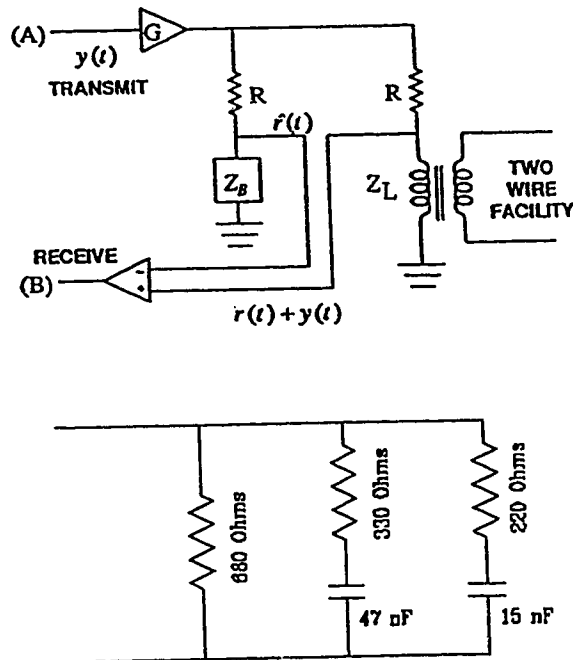 (A)
G
y(t)
TRANSMIT
R
R
r̂(t)
Z_B
Z_L
TWO
WIRE
FACILITY
RECEIVE
(B)
-
+
r(t) + y(t)
680 Ohms
330 Ohms
220 Ohms
47 nF
15 nF